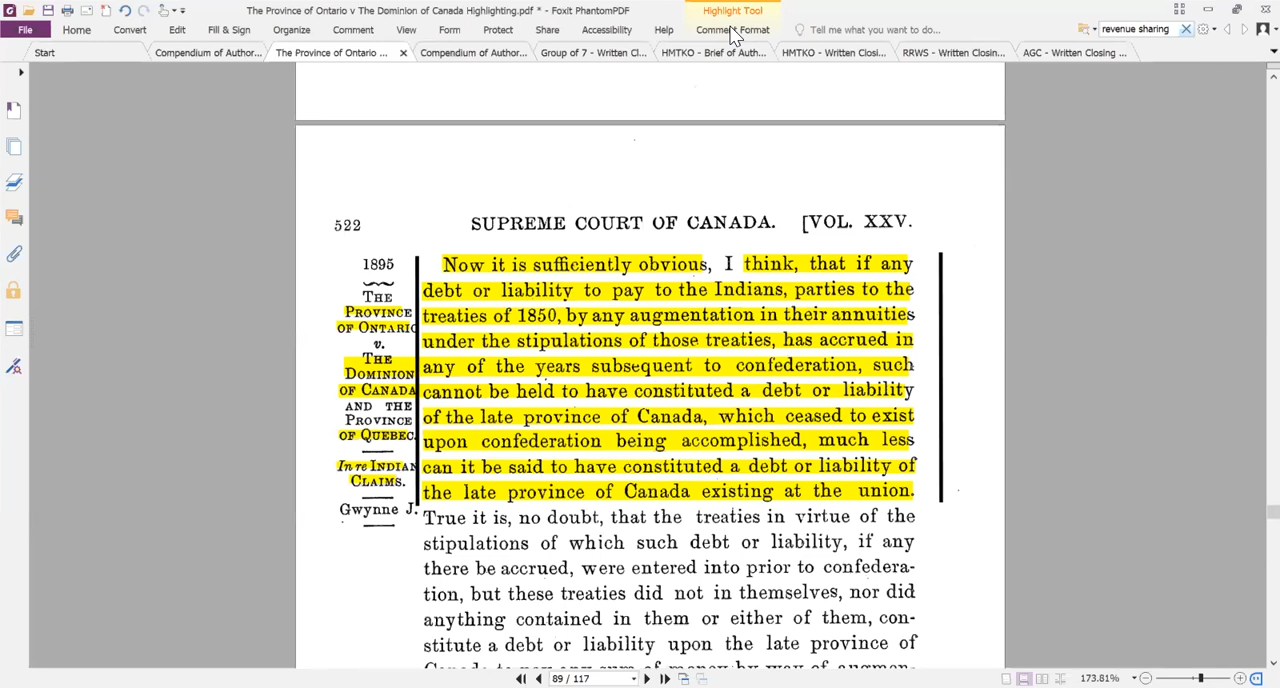 The Province of Ontario v The Dominion of Canada Highlighting.pdf * - Foxit PhantomPDF
Highlight Tool
File Home Convert Edit Fill & Sign Organize Comment View Form Protect Share Accessibility Help Comment Format Tell me what you want to do... revenue sharing
Start Compendium of Author... The Province of Ontario ... Compendium of Author... Group of 7 - Written Cl... HMTKO - Brief of Auth... HMTKO - Written Closi... RRWS - Written Closin... AGC - Written Closing ...
522 SUPREME COURT OF CANADA. [VOL. XXV.
1895
THE
PROVINCE
OF ONTARIO
v.
THE
DOMINION
OF CANADA
AND THE
PROVINCE
OF QUEBEC.
In re INDIAN
CLAIMS.
Gwynne J.
Now it is sufficiently obvious, I think, that if any
debt or liability to pay to the Indians, parties to the
treaties of 1850, by any augmentation in their annuities
under the stipulations of those treaties, has accrued in
any of the years subsequent to confederation, such
cannot be held to have constituted a debt or liability
of the late province of Canada, which ceased to exist
upon confederation being accomplished, much less
can it be said to have constituted a debt or liability of
the late province of Canada existing at the union.
True it is, no doubt, that the treaties in virtue of the
stipulations of which such debt or liability, if any
there be accrued, were entered into prior to confedera-
tion, but these treaties did not in themselves, nor did
anything contained in them or either of them, con-
stitute a debt or liability upon the late province of
Canada to pay any sum of money by way of augmen-
89 / 117
173.81%